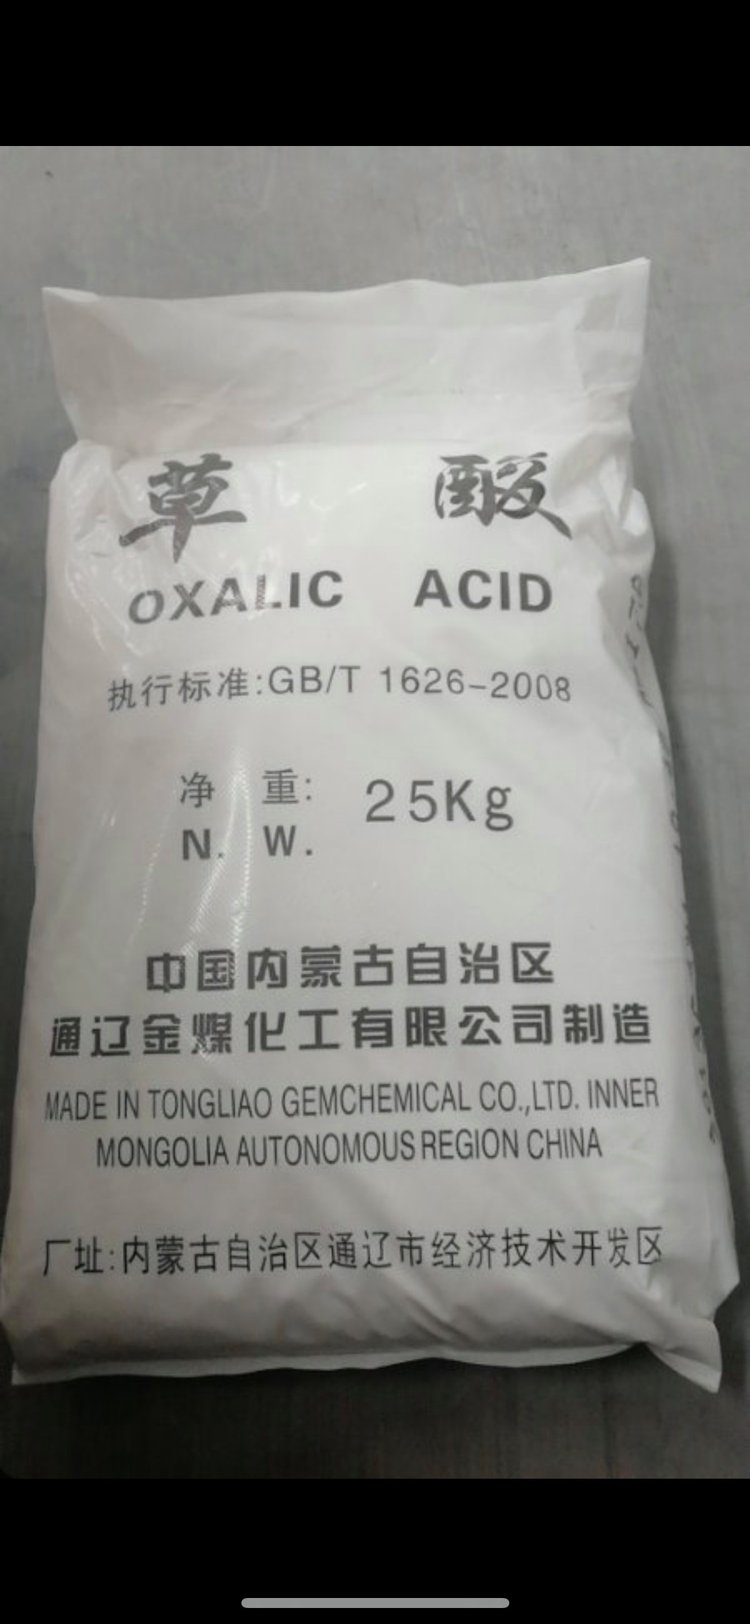 草 酸
OXALIC ACID
执行标准:GB/T 1626-2008
净 重: 25Kg
N. W.
中国内蒙古自治区
通辽金煤化工有限公司制造
MADE IN TONGLIAO GEMCHEMICAL CO.,LTD. INNER
MONGOLIA AUTONOMOUS REGION CHINA
厂址:内蒙古自治区通辽市经济技术开发区